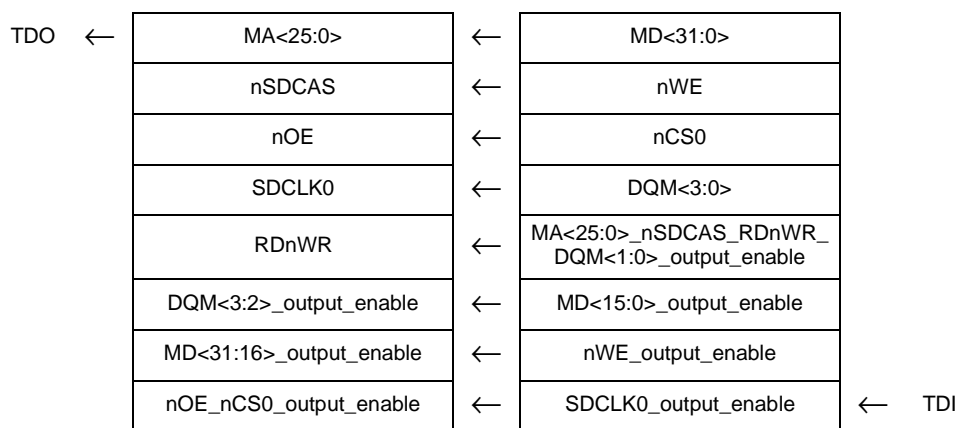 TDO ← MA<25:0> ← MD<31:0>
nSDCAS ← nWE
nOE ← nCS0
SDCLK0 ← DQM<3:0>
RDnWR ← MA<25:0>_nSDCAS_RDnWR_
DQM<1:0>_output_enable
DQM<3:2>_output_enable ← MD<15:0>_output_enable
MD<31:16>_output_enable ← nWE_output_enable
nOE_nCS0_output_enable ← SDCLK0_output_enable ← TDI